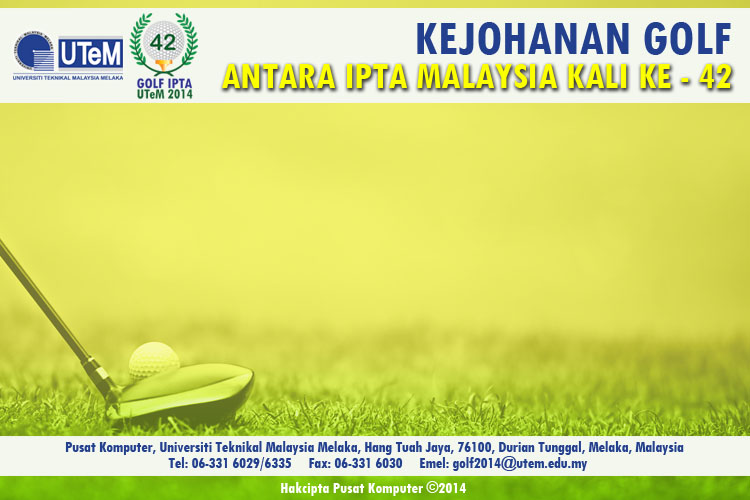 UTeM
UNIVERSITI TEKNIKAL MALAYSIA MELAKA
42
GOLF IPTA
UTeM 2014
KEJOHANAN GOLF
ANTARA IPTA MALAYSIA KALI KE - 42
Pusat Komputer, Universiti Teknikal Malaysia Melaka, Hang Tuah Jaya, 76100, Durian Tunggal, Melaka, Malaysia
Tel: 06-331 6029/6335 Fax: 06-331 6030 Emel: golf2014@utem.edu.my
Hakcipta Pusat Komputer ©2014